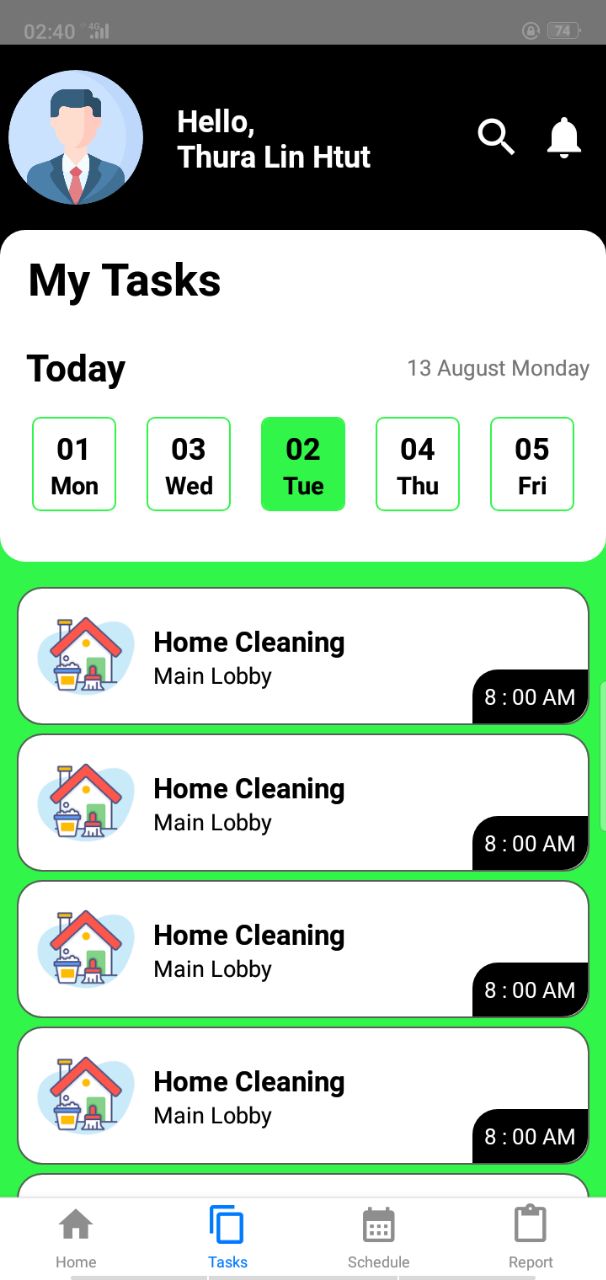 02:40 4G 74
Hello,
Thura Lin Htut
My Tasks
Today 13 August Monday
01 03 02 04 05
Mon Wed Tue Thu Fri
Home Cleaning
Main Lobby
8 : 00 AM
Home Cleaning
Main Lobby
8 : 00 AM
Home Cleaning
Main Lobby
8 : 00 AM
Home Cleaning
Main Lobby
8 : 00 AM
Home Tasks Schedule Report